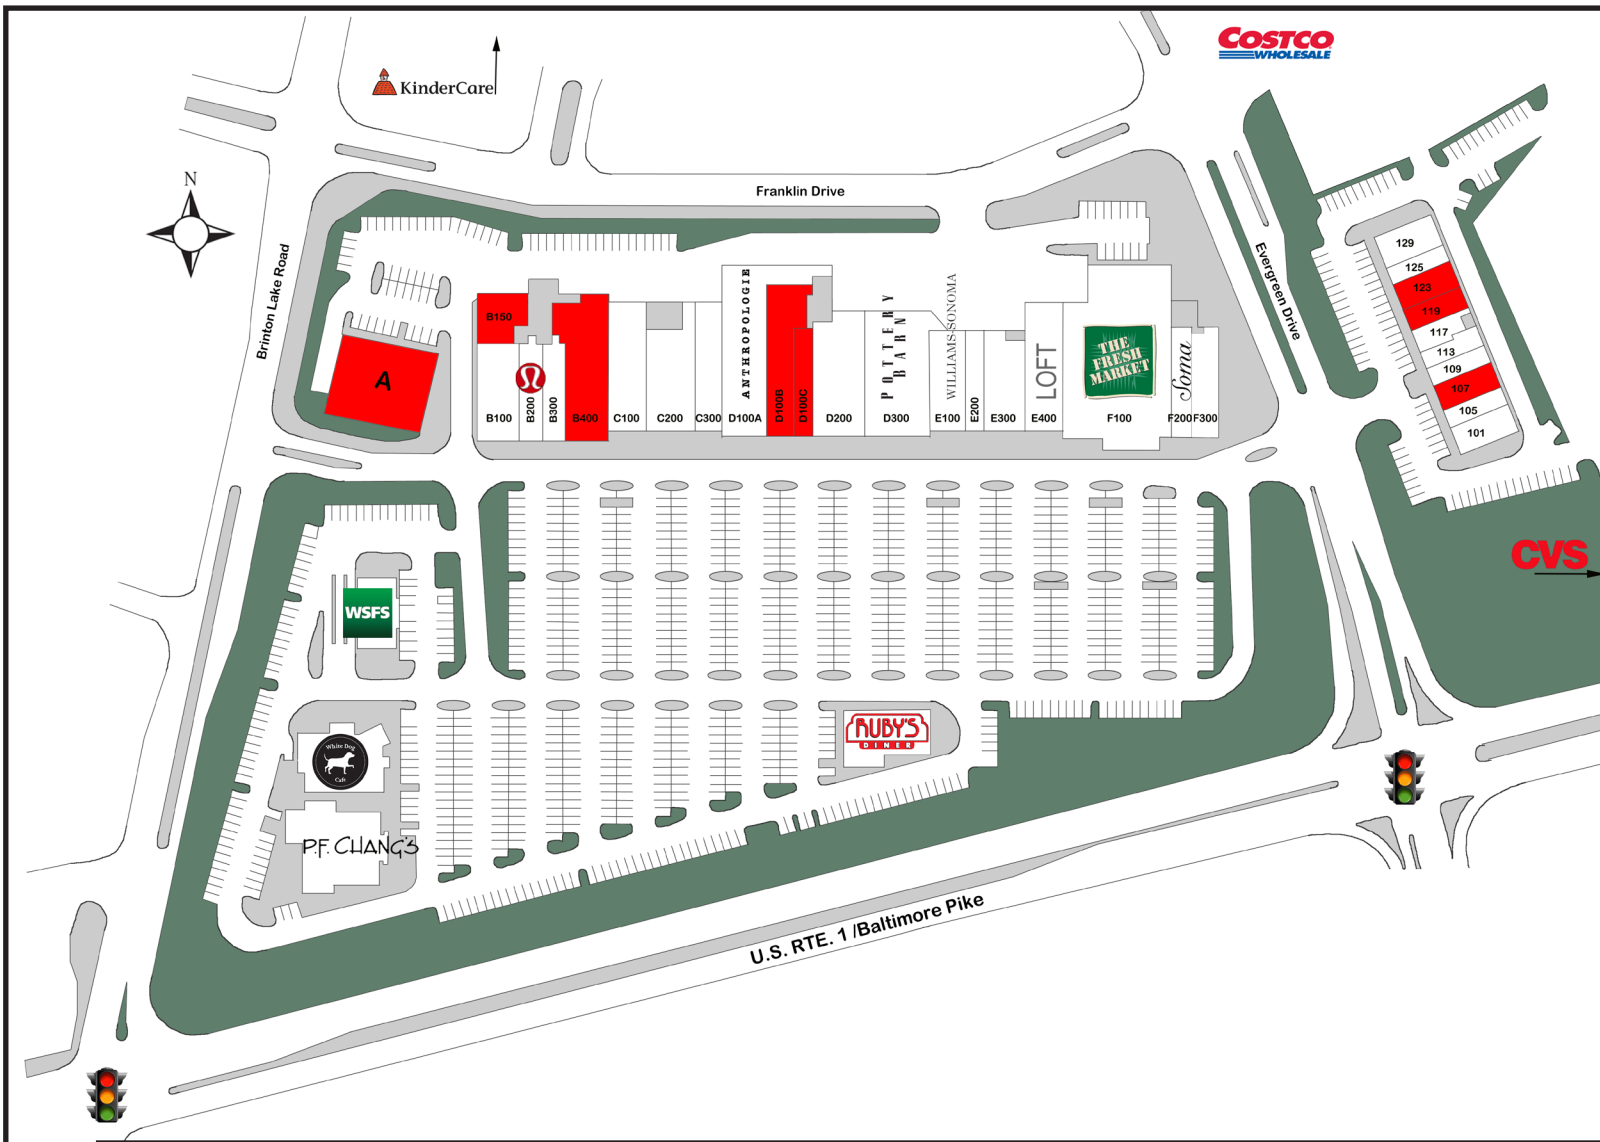 COSTCO
WHOLESALE
KinderCare
N
Franklin Drive
Brinton Lake Road
Evergreen Drive
129
125
123
119
117
113
109
107
105
101
A
B150
B100
B200
B300
B400
C100
C200
C300
ANTHROPOLOGIE
D100A
D100B
D100C
D200
POTTERY
BARN
D300
WILLIAMS-SONOMA
E100
E200
E300
LOFT
E400
THE
FRESH
MARKET
F100
Soma
F200
F300
CVS
WSFS
White Dog
Cafe
RUBY'S
DINER
P.F. CHANG'S
U.S. RTE. 1 /Baltimore Pike